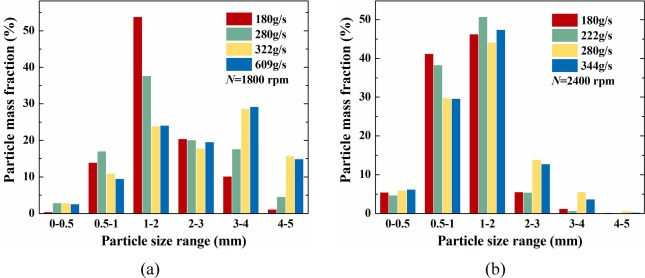 180g/s
280g/s
322g/s
609g/s
N=1800 rpm
Particle mass fraction (%)
50
40
30
20
10
0
0-0.5 0.5-1 1-2 2-3 3-4 4-5
Particle size range (mm)
(a)
180g/s
222g/s
280g/s
344g/s
N=2400 rpm
Particle mass fraction (%)
50
40
30
20
10
0
0-0.5 0.5-1 1-2 2-3 3-4 4-5
Particle size range (mm)
(b)